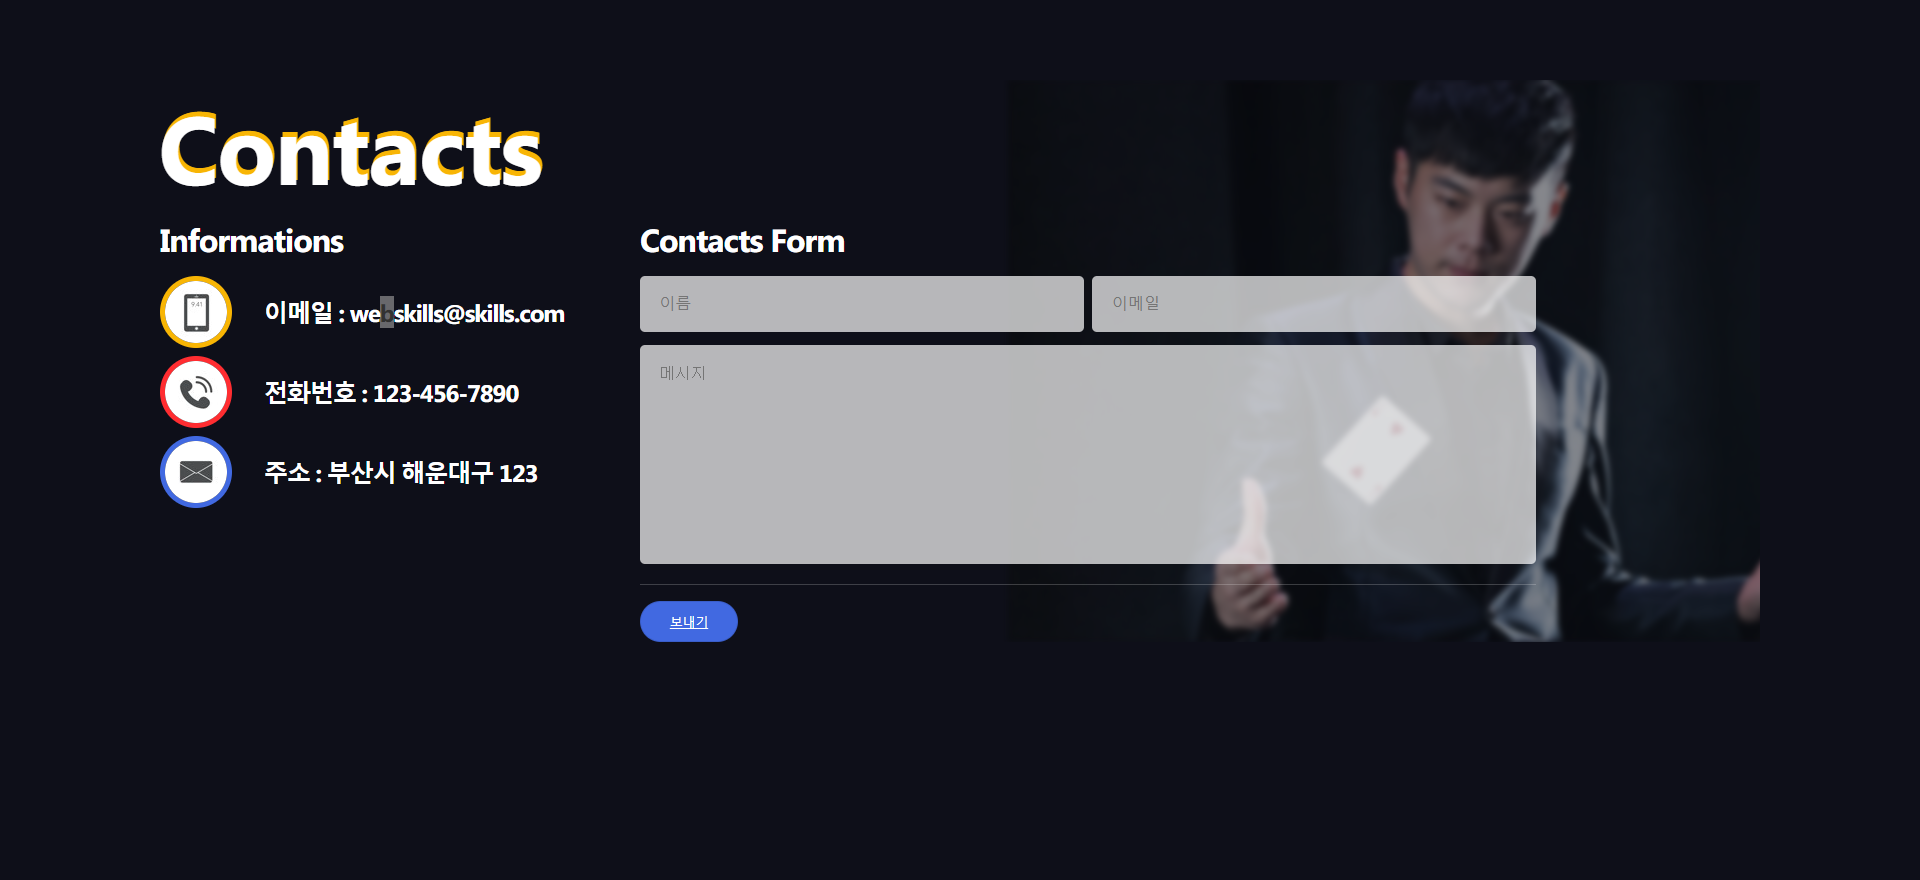 Contacts
Informations
이메일 : webskills@skills.com
전화번호 : 123-456-7890
주소 : 부산시 해운대구 123
Contacts Form
이름
이메일
메시지
보내기
9:41